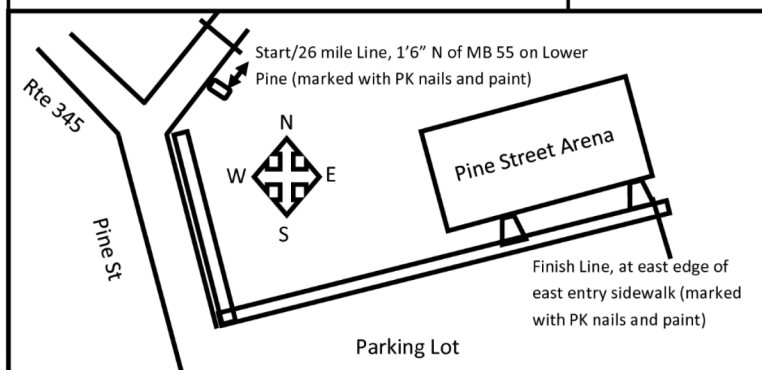 Start/26 mile Line, 1’6” N of MB 55 on Lower
Pine (marked with PK nails and paint)
Rte 345
N
W
E
S
Pine Street Arena
Pine St
Finish Line, at east edge of
east entry sidewalk (marked
with PK nails and paint)
Parking Lot